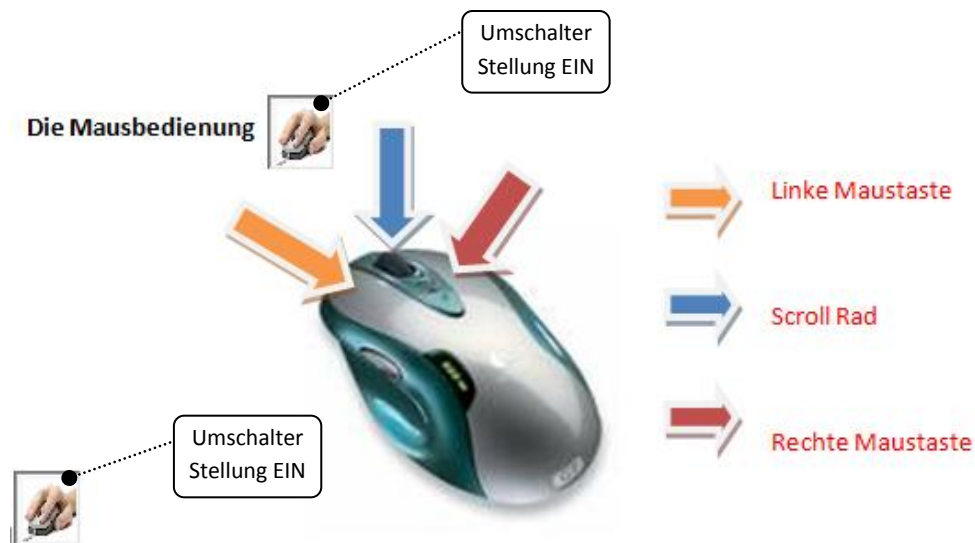 Umschalter
Stellung EIN
Die Mausbedienung
Linke Maustaste
Scroll Rad
Rechte Maustaste
Umschalter
Stellung EIN